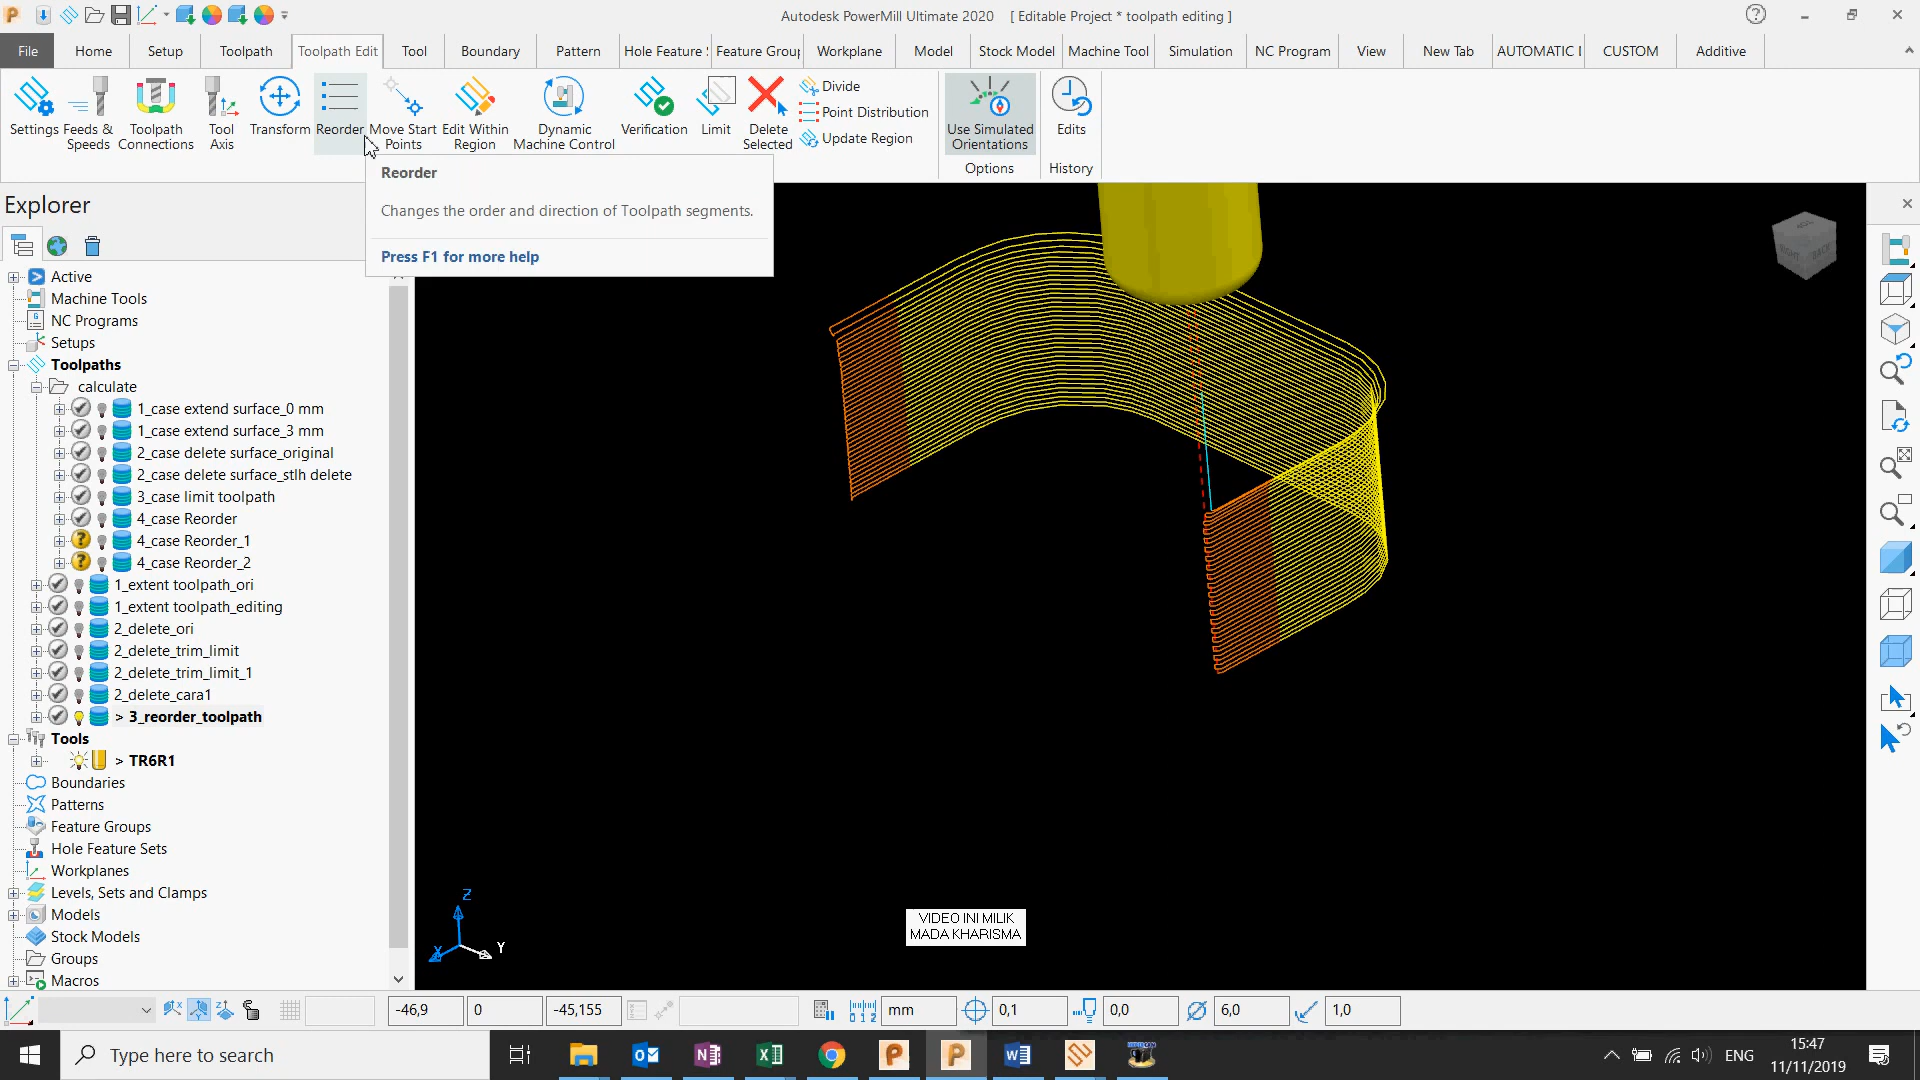 Autodesk PowerMill Ultimate 2020 [ Editable Project * toolpath editing ]
File Home Setup Toolpath Toolpath Edit Tool Boundary Pattern Hole Feature Feature Group Workplane Model Stock Model Machine Tool Simulation NC Program View New Tab AUTOMATIC CUSTOM Additive
Settings
Feeds & Speeds
Toolpath Connections
Tool Axis
Transform
Reorder
Move Start Points
Edit Within Region
Dynamic Machine Control
Verification
Limit
Delete Selected
Divide
Point Distribution
Update Region
Use Simulated Orientations
Options
Edits
History
Reorder
Changes the order and direction of Toolpath segments.
Press F1 for more help
Explorer
Active
Machine Tools
NC Programs
Setups
Toolpaths
calculate
1_case extend surface_0 mm
1_case extend surface_3 mm
2_case delete surface_original
2_case delete surface_stlh delete
3_case limit toolpath
4_case Reorder
4_case Reorder_1
4_case Reorder_2
1_extent toolpath_ori
1_extent toolpath_editing
2_delete_ori
2_delete_trim_limit
2_delete_trim_limit_1
2_delete_cara1
> 3_reorder_toolpath
Tools
> TR6R1
Boundaries
Patterns
Feature Groups
Hole Feature Sets
Workplanes
Levels, Sets and Clamps
Models
Stock Models
Groups
Macros
Z
X
Y
VIDEO INI MILIK
MADA KHARISMA
-46,9 0 -45,155 mm 0,1 0,0 6,0 1,0
Type here to search
ENG
15:47
11/11/2019